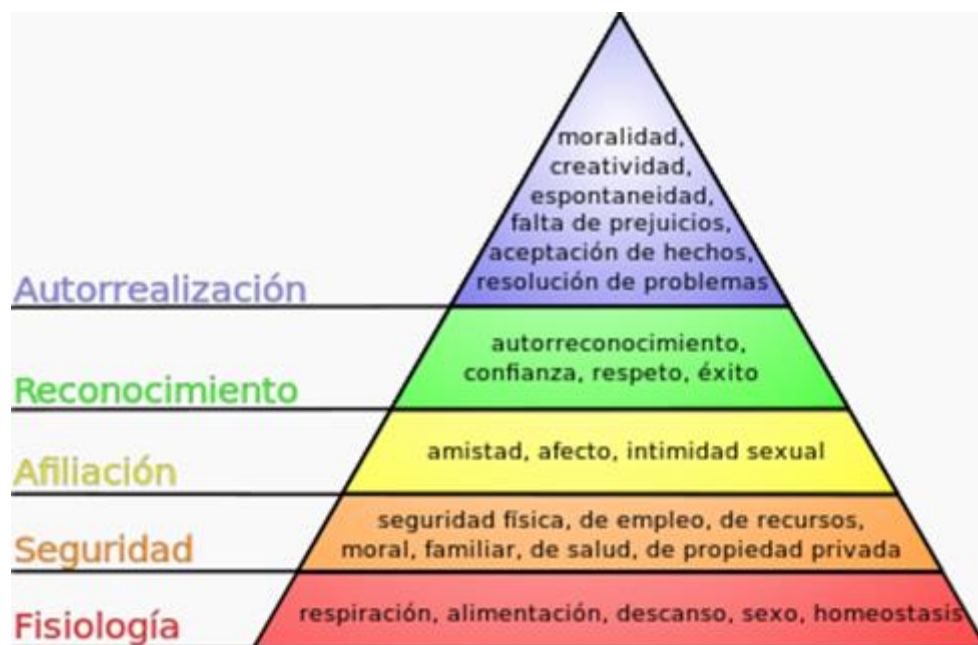 moralidad,
creatividad,
espontaneidad,
falta de prejuicios,
aceptación de hechos,
resolución de problemas
Autorrealización
autorreconocimiento,
confianza, respeto, éxito
Reconocimiento
amistad, afecto, intimidad sexual
Afiliación
seguridad física, de empleo, de recursos,
moral, familiar, de salud, de propiedad privada
Seguridad
respiración, alimentación, descanso, sexo, homeostasis
Fisiología